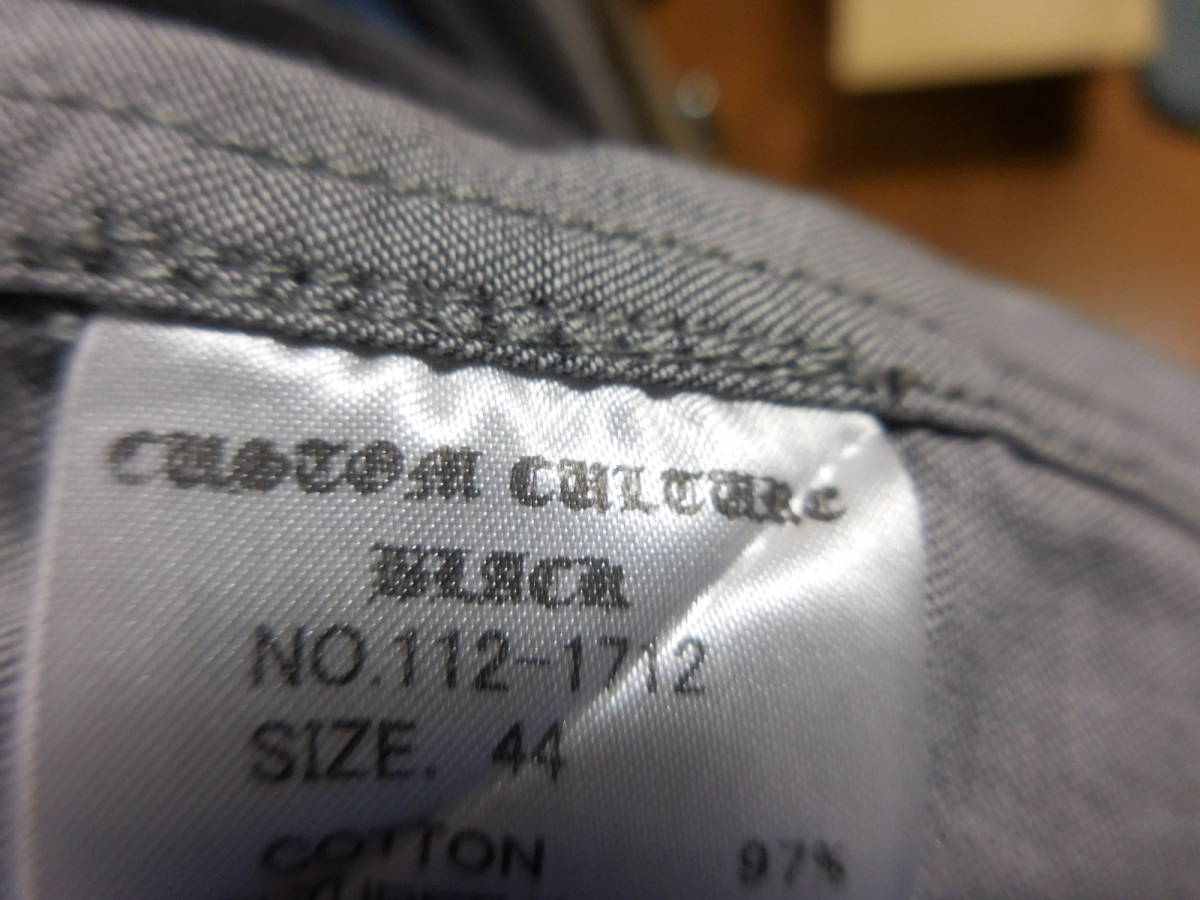 CUSTOM CULTURE
BLACK
NO.112-1712
SIZE. 44
COTTON 97%